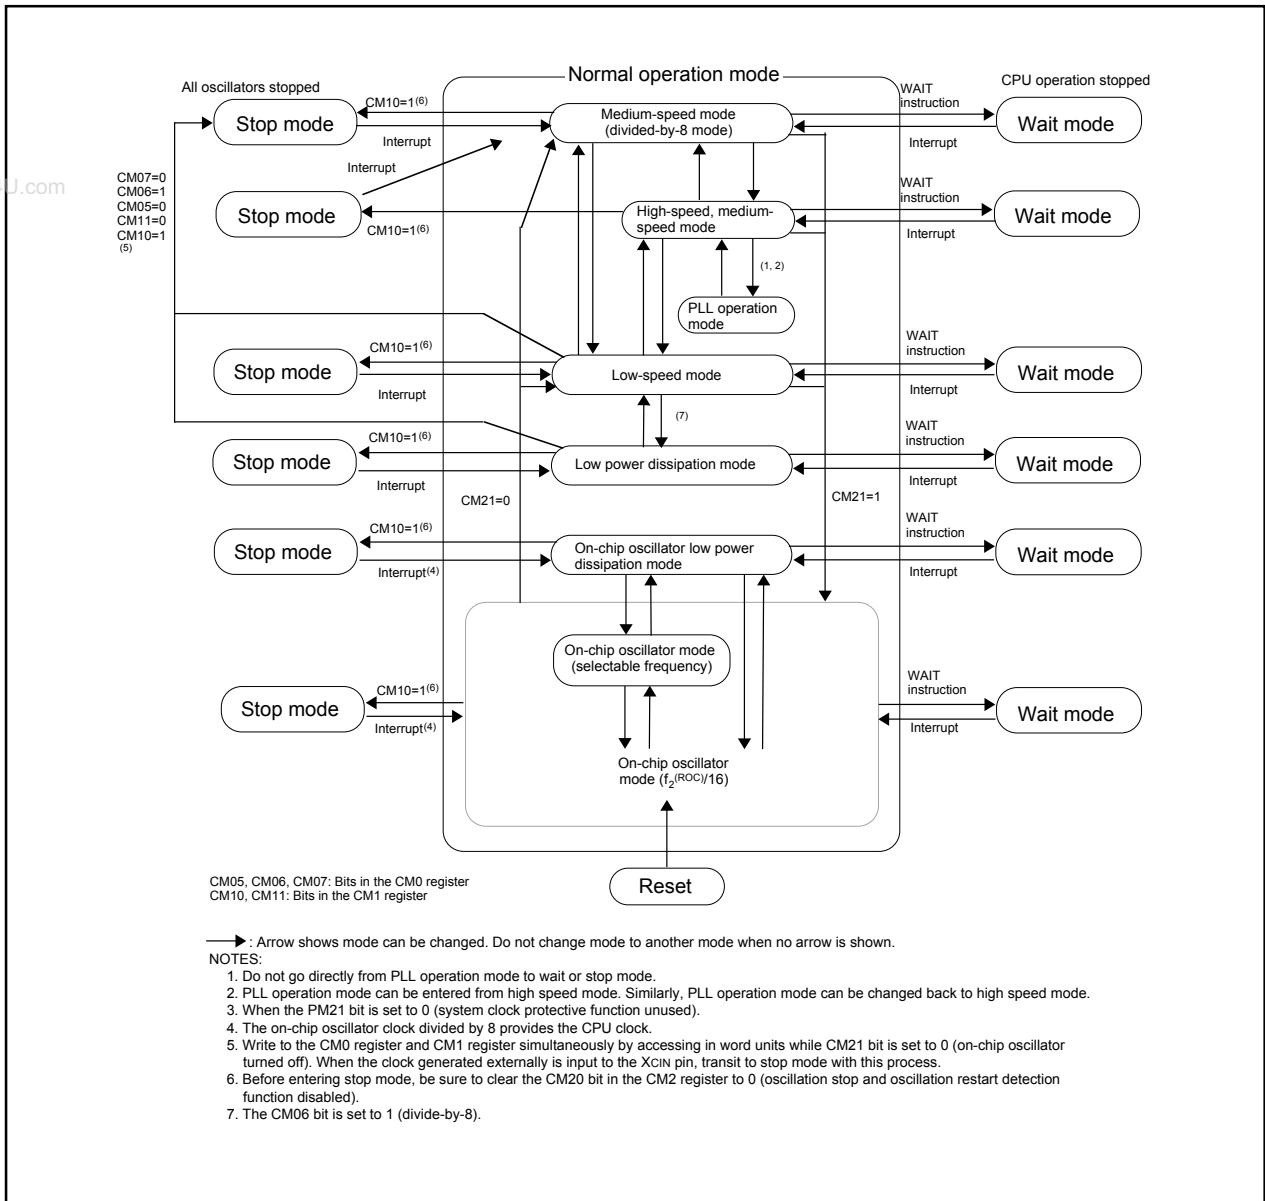 Normal operation mode
All oscillators stopped
CPU operation stopped
CM10=1(6)
Stop mode
Interrupt
Medium-speed mode
(divided-by-8 mode)
WAIT
instruction
Wait mode
Interrupt
Interrupt
U.com
CM07=0
CM06=1
CM05=0
CM11=0
CM10=1
(5)
Stop mode
CM10=1(6)
High-speed, medium-
speed mode
WAIT
instruction
Wait mode
Interrupt
(1, 2)
PLL operation
mode
CM10=1(6)
Stop mode
Interrupt
Low-speed mode
WAIT
instruction
Wait mode
Interrupt
(7)
CM10=1(6)
Stop mode
Interrupt
Low power dissipation mode
WAIT
instruction
Wait mode
Interrupt
CM21=0
CM21=1
CM10=1(6)
Stop mode
Interrupt(4)
On-chip oscillator low power
dissipation mode
WAIT
instruction
Wait mode
Interrupt
On-chip oscillator mode
(selectable frequency)
CM10=1(6)
Stop mode
Interrupt(4)
WAIT
instruction
Wait mode
Interrupt
On-chip oscillator
mode (f2(ROC)/16)
Reset
CM05, CM06, CM07: Bits in the CM0 register
CM10, CM11: Bits in the CM1 register
: Arrow shows mode can be changed. Do not change mode to another mode when no arrow is shown.
NOTES:
1. Do not go directly from PLL operation mode to wait or stop mode.
2. PLL operation mode can be entered from high speed mode. Similarly, PLL operation mode can be changed back to high speed mode.
3. When the PM21 bit is set to 0 (system clock protective function unused).
4. The on-chip oscillator clock divided by 8 provides the CPU clock.
5. Write to the CM0 register and CM1 register simultaneously by accessing in word units while CM21 bit is set to 0 (on-chip oscillator
turned off). When the clock generated externally is input to the XCIN pin, transit to stop mode with this process.
6. Before entering stop mode, be sure to clear the CM20 bit in the CM2 register to 0 (oscillation stop and oscillation restart detection
function disabled).
7. The CM06 bit is set to 1 (divide-by-8).